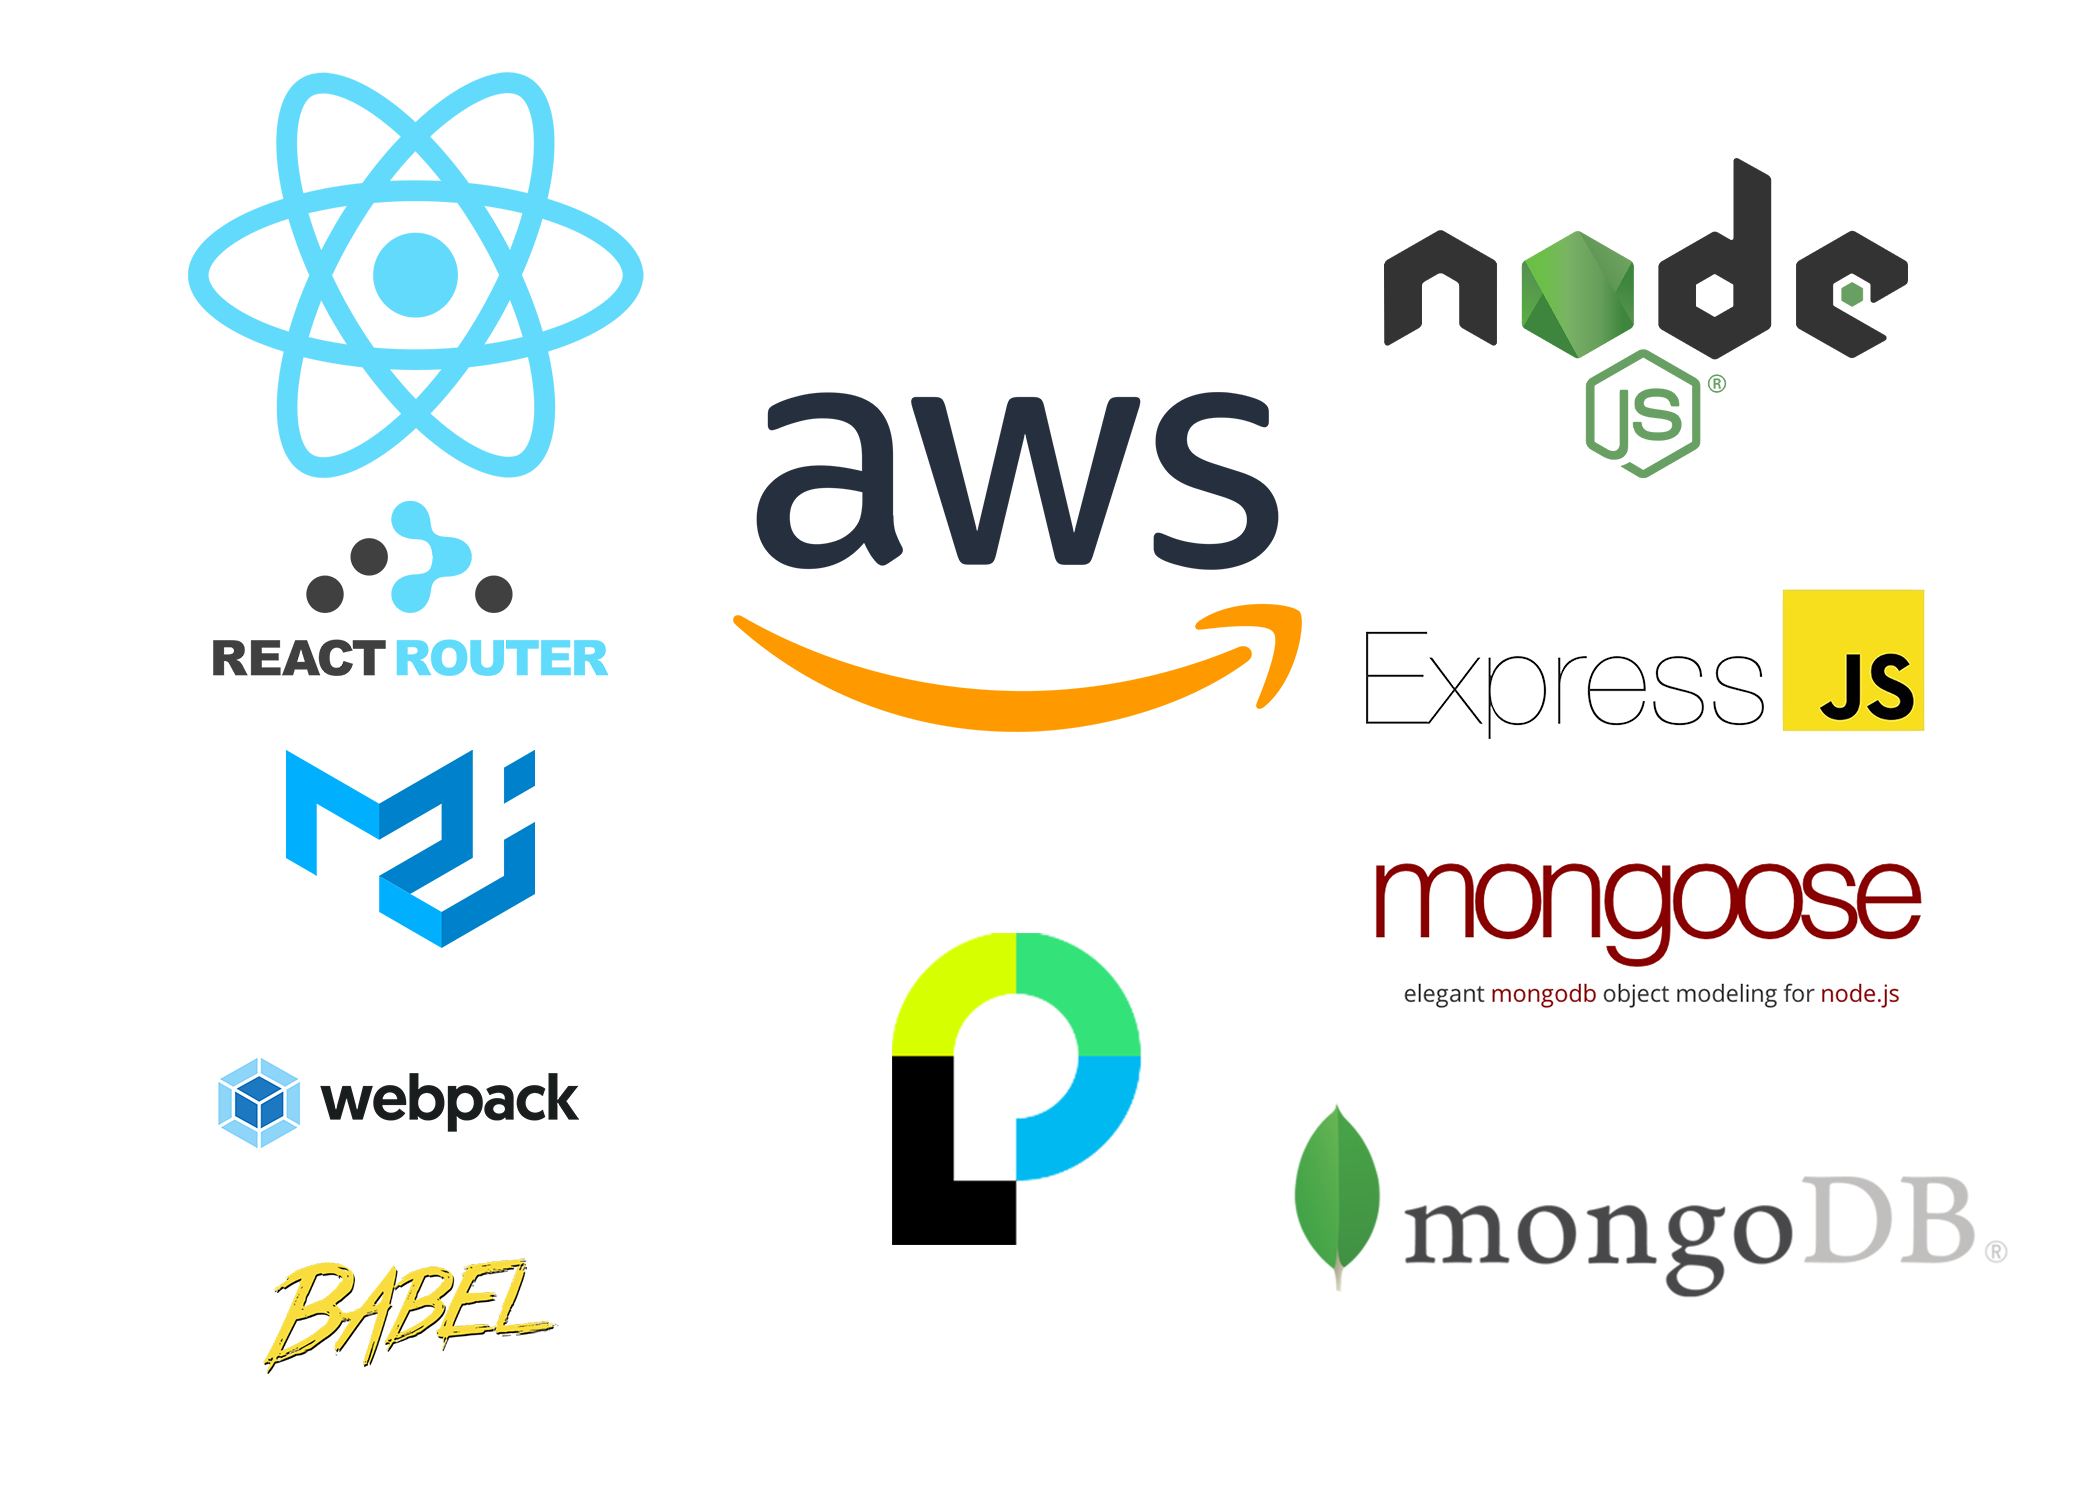 node
JS®
REACT ROUTER
aws
Express JS
mongoose
elegant mongodb object modeling for node.js
webpack
mongoDB®
BABEL